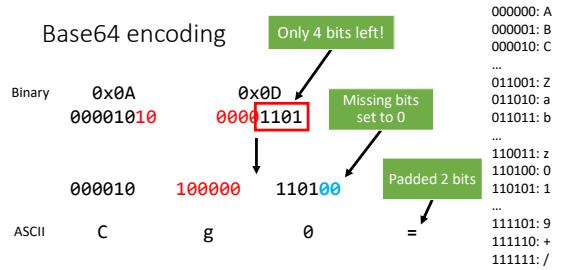 Base64 encoding
Only 4 bits left!
Binary 0x0A 0x0D
00001010 00001101
Missing bits
set to 0
000010 100000 110100
Padded 2 bits
ASCII C g 0 =
000000: A
000001: B
000010: C
…
011001: Z
011010: a
011011: b
…
110011: z
110100: 0
110101: 1
…
111101: 9
111110: +
111111: /